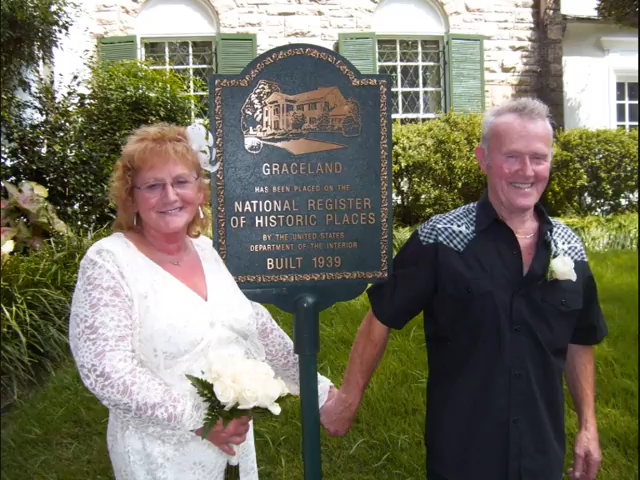 GRACELAND
HAS BEEN PLACED ON THE
NATIONAL REGISTER
OF HISTORIC PLACES
BY THE UNITED STATES
DEPARTMENT OF THE INTERIOR
BUILT 1939